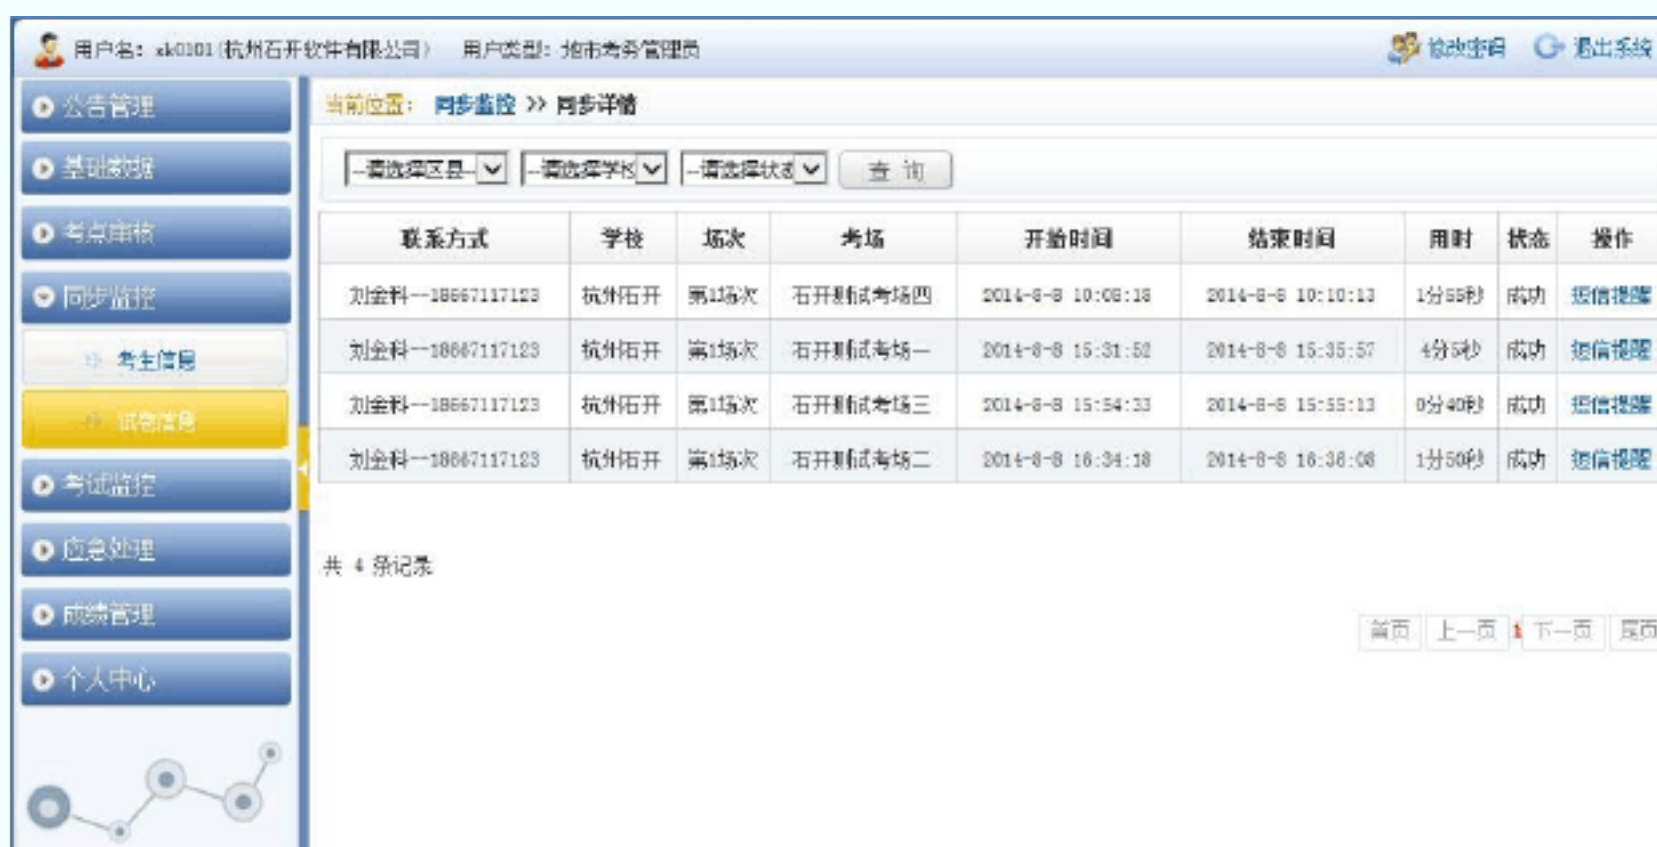 用户名：xk0101(杭州石开软件有限公司) 用户类型：地市考务管理员 修改密码 退出系统
公告管理
基础数据
考点审核
同步监控
考生信息
试卷信息
考试监控
应急处理
成绩管理
个人中心
当前位置： 同步监控 >> 同步详情
--请选择区县-- --请选择学校 --请选择状态 查 询
联系方式 学校 场次 考场 开始时间 结束时间 用时 状态 操作
刘金科--18667117123 杭州石开 第1场次 石开测试考场四 2014-8-8 10:08:18 2014-8-8 10:10:13 1分55秒 成功 短信提醒
刘金科--18667117123 杭州石开 第1场次 石开测试考场一 2014-8-8 15:31:52 2014-8-8 15:35:57 4分5秒 成功 短信提醒
刘金科--18667117123 杭州石开 第1场次 石开测试考场三 2014-8-8 15:54:33 2014-8-8 15:55:13 0分40秒 成功 短信提醒
刘金科--18667117123 杭州石开 第1场次 石开测试考场二 2014-8-8 16:34:18 2014-8-8 16:36:08 1分50秒 成功 短信提醒
共 4 条记录
首页 上一页 1 下一页 尾页